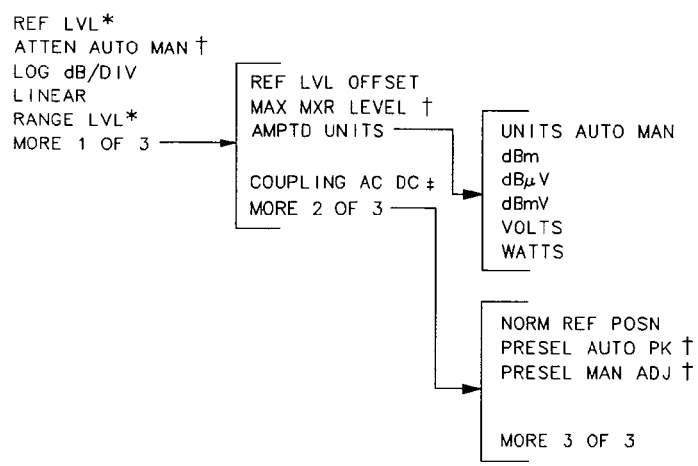 REF LVL*
ATTEN AUTO MAN †
LOG dB/DIV
LINEAR
RANGE LVL*
MORE 1 OF 3
REF LVL OFFSET
MAX MXR LEVEL †
AMPTD UNITS
COUPLING AC DC ‡
MORE 2 OF 3
UNITS AUTO MAN
dBm
dBμV
dBmV
VOLTS
WATTS
NORM REF POSN
PRESEL AUTO PK †
PRESEL MAN ADJ †
MORE 3 OF 3